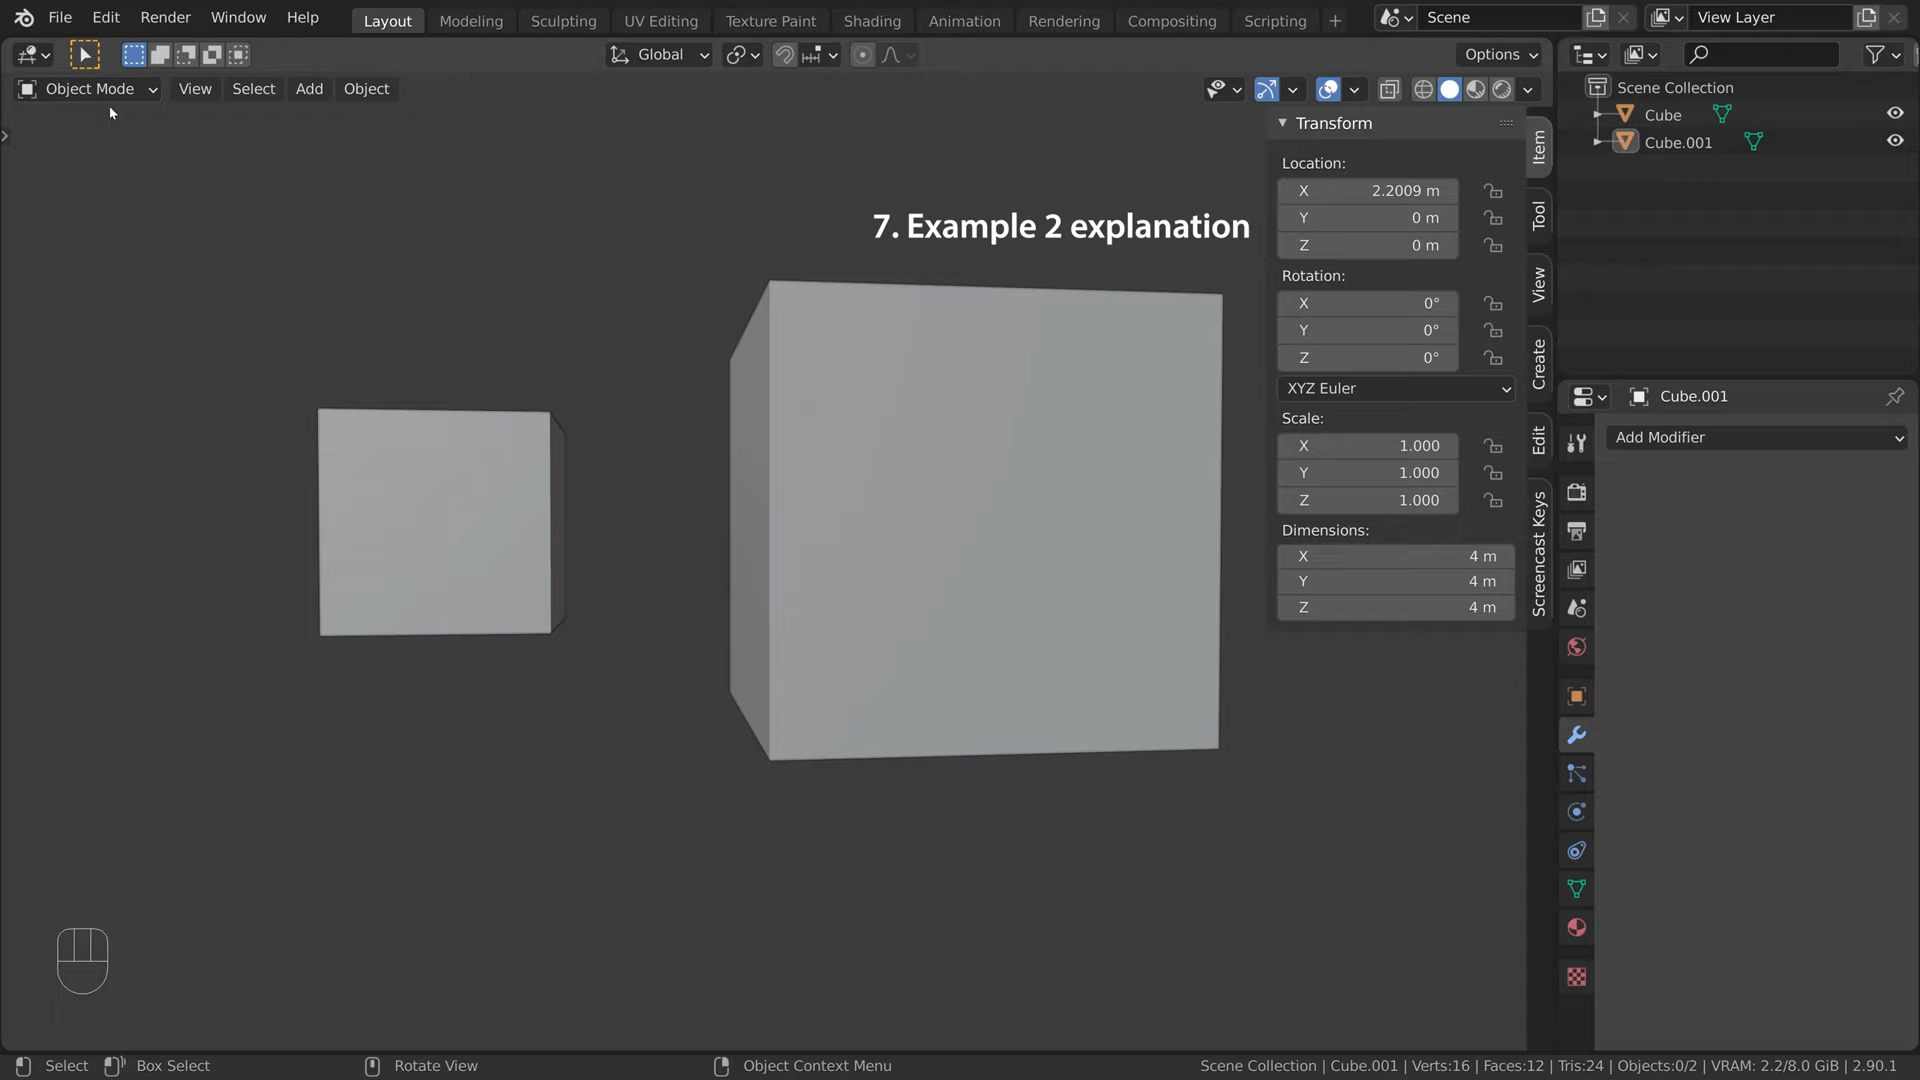 File Edit Render Window Help Layout Modeling Sculpting UV Editing Texture Paint Shading Animation Rendering Compositing Scripting + Scene View Layer
Global Options
Object Mode View Select Add Object
Scene Collection
Cube
Cube.001
Transform
Location:
X 2.2009 m
Y 0 m
Z 0 m
Rotation:
X 0°
Y 0°
Z 0°
XYZ Euler
Scale:
X 1.000
Y 1.000
Z 1.000
Dimensions:
X 4 m
Y 4 m
Z 4 m
Item
Tool
View
Create
Edit
Screencast Keys
7. Example 2 explanation
Cube.001
Add Modifier
Select Box Select Rotate View Object Context Menu Scene Collection | Cube.001 | Verts:16 | Faces:12 | Tris:24 | Objects:0/2 | VRAM: 2.2/8.0 GiB | 2.90.1